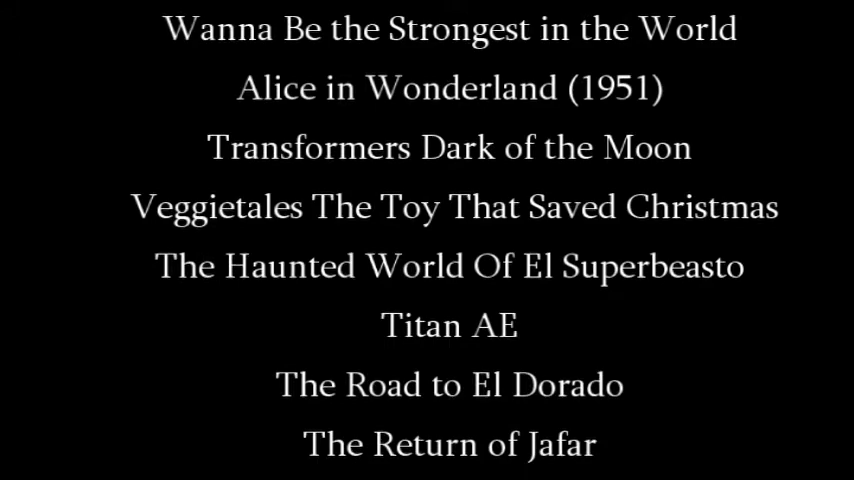 Wanna Be the Strongest in the World
Alice in Wonderland (1951)
Transformers Dark of the Moon
Veggietales The Toy That Saved Christmas
The Haunted World Of El Superbeasto
Titan AE
The Road to El Dorado
The Return of Jafar